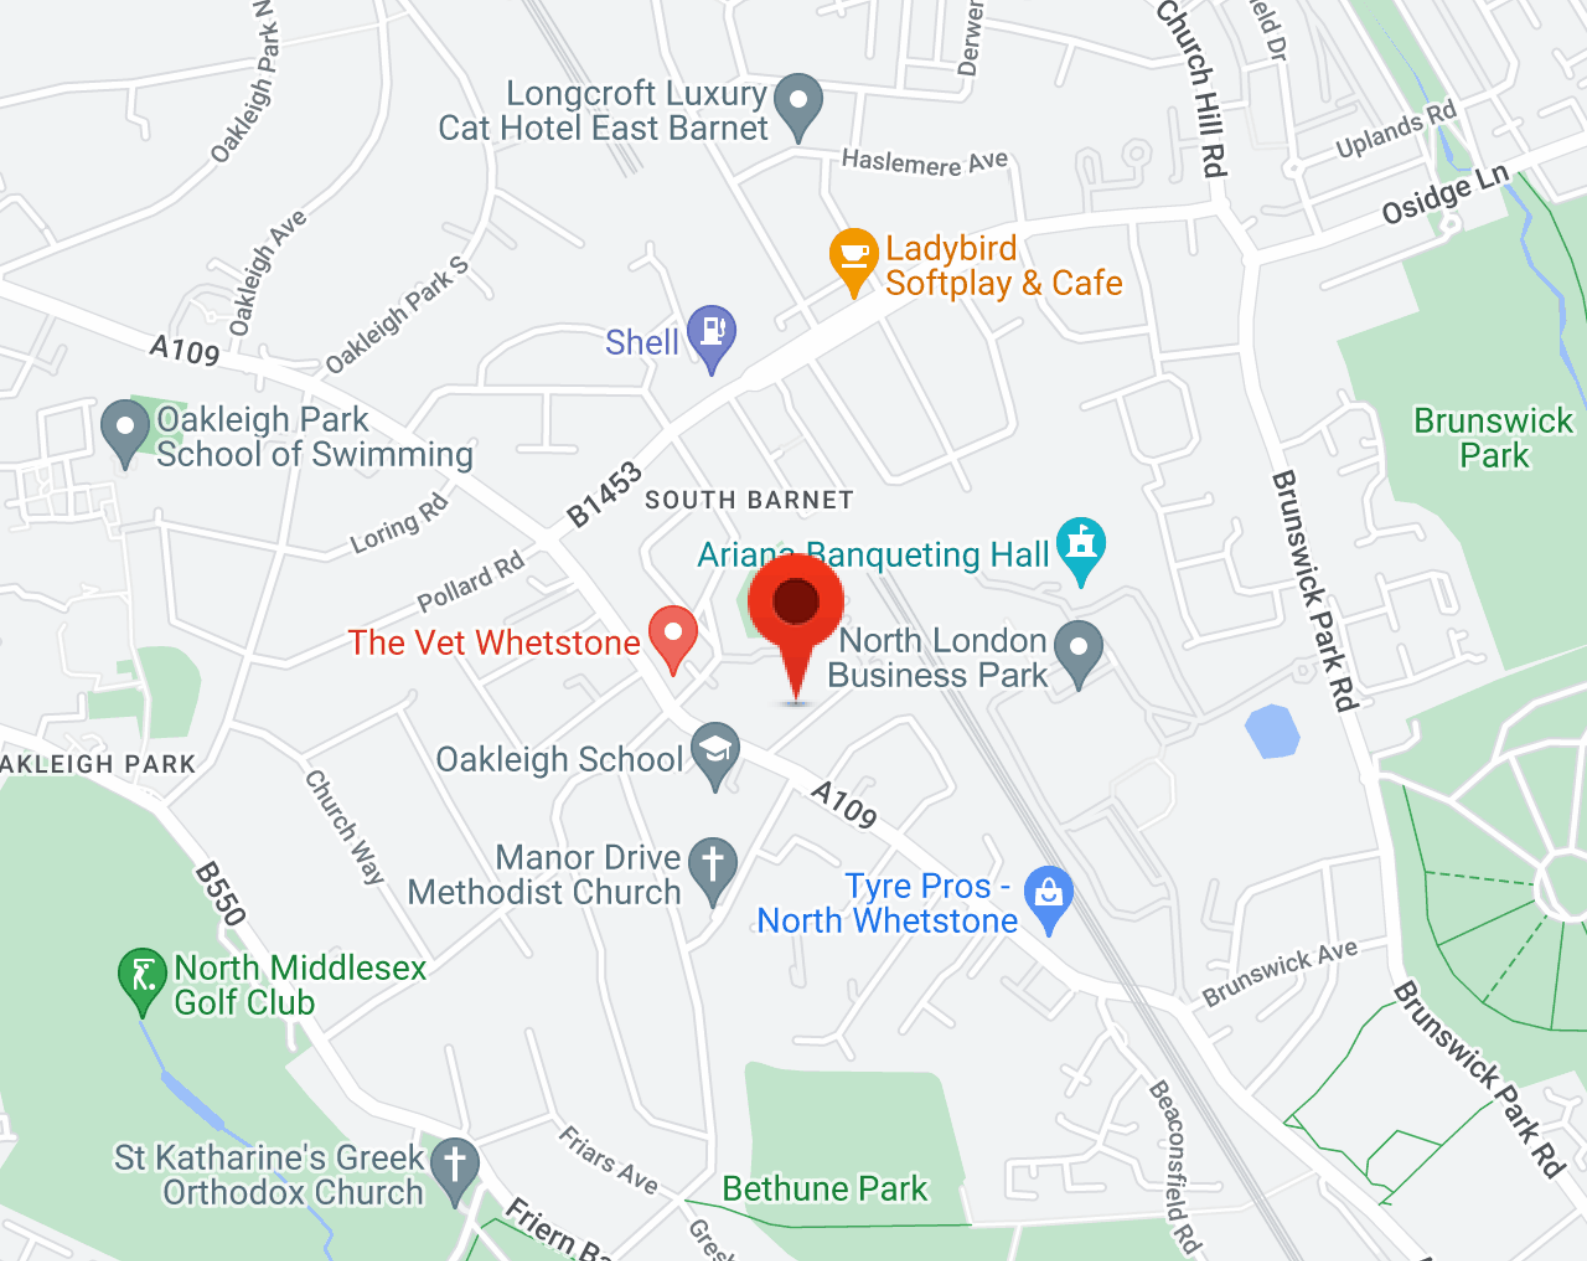 Oakleigh Park N
Derwen
Church Hill Rd
ield Dr
Longcroft Luxury
Cat Hotel East Barnet
Uplands Rd
Haslemere Ave
Osidge Ln
Oakleigh Ave
Oakleigh Park S
Ladybird
Softplay & Cafe
A109
Shell
Oakleigh Park
School of Swimming
Brunswick
Park
B1453
SOUTH BARNET
Loring Rd
Brunswick Park Rd
Ariana Banqueting Hall
Pollard Rd
The Vet Whetstone
North London
Business Park
Oakleigh School
AKLEIGH PARK
A109
Church Way
Manor Drive
Methodist Church
B550
Tyre Pros -
North Whetstone
North Middlesex
Golf Club
Brunswick Ave
Brunswick Park Rd
Beaconsfield Rd
St Katharine's Greek
Orthodox Church
Friars Ave
Bethune Park
Friern Ba
Gresh